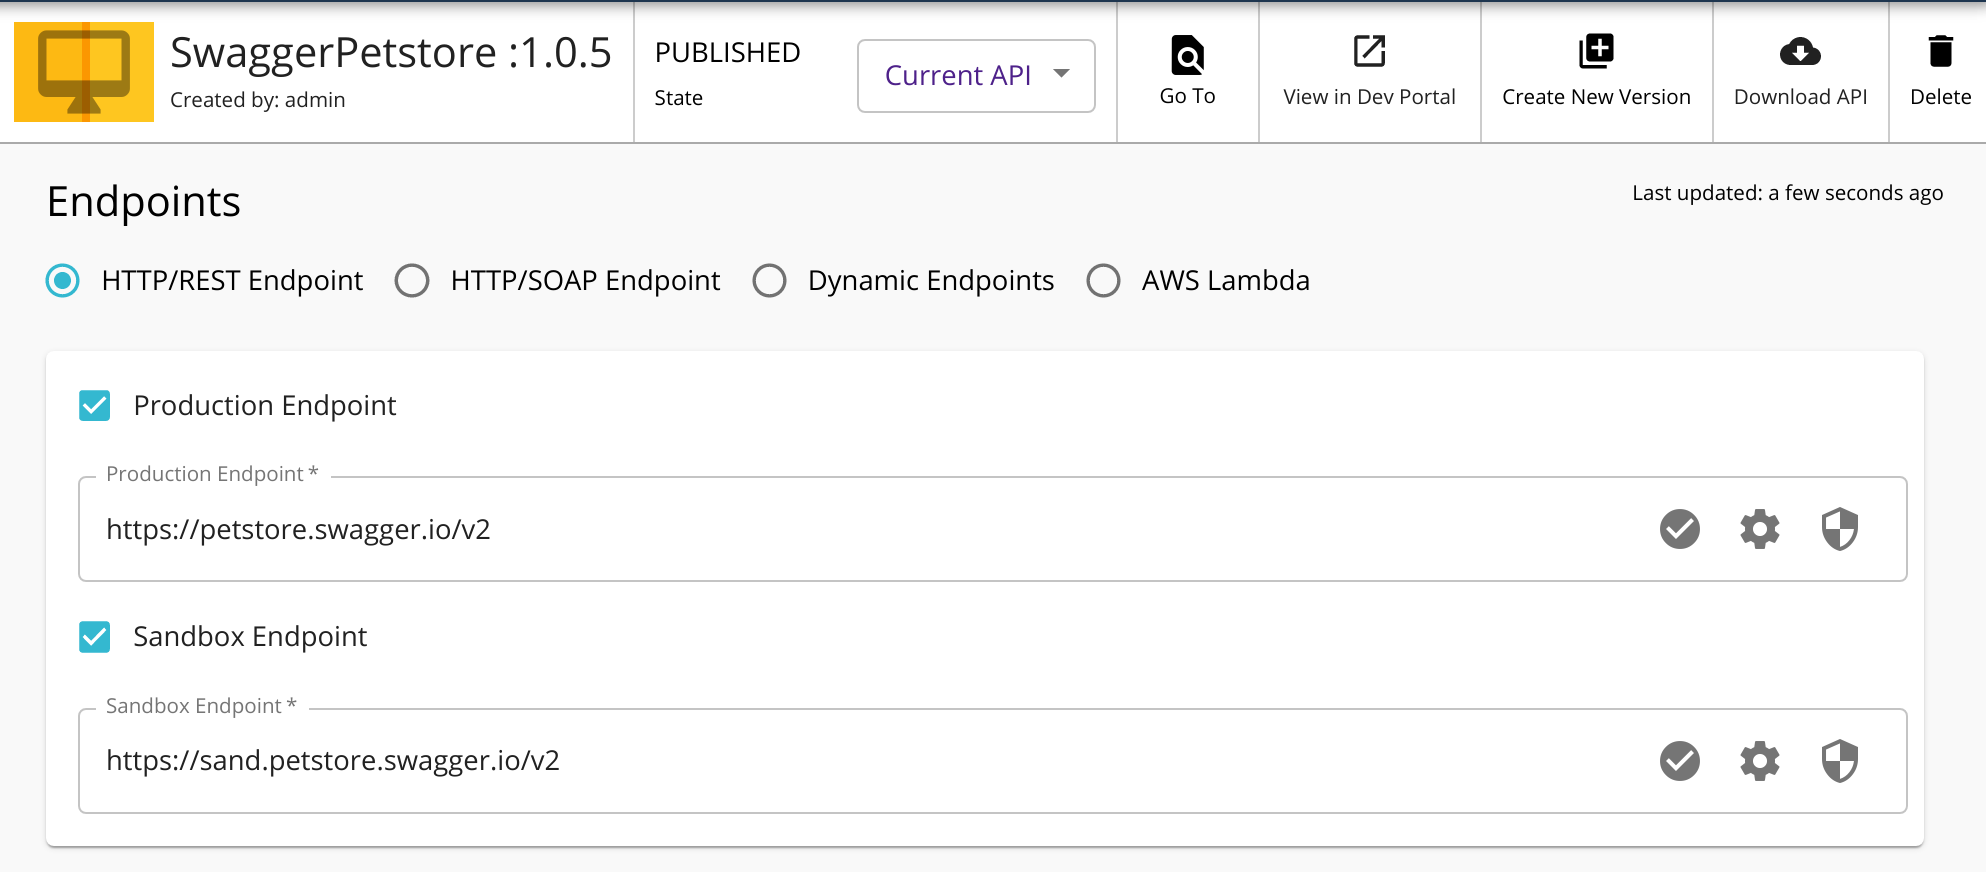 SwaggerPetstore :1.0.5
Created by: admin
PUBLISHED
State
Current API
Go To
View in Dev Portal
Create New Version
Download API
Delete
Endpoints
Last updated: a few seconds ago
HTTP/REST Endpoint
HTTP/SOAP Endpoint
Dynamic Endpoints
AWS Lambda
Production Endpoint
Production Endpoint *
https://petstore.swagger.io/v2
Sandbox Endpoint
Sandbox Endpoint *
https://sand.petstore.swagger.io/v2